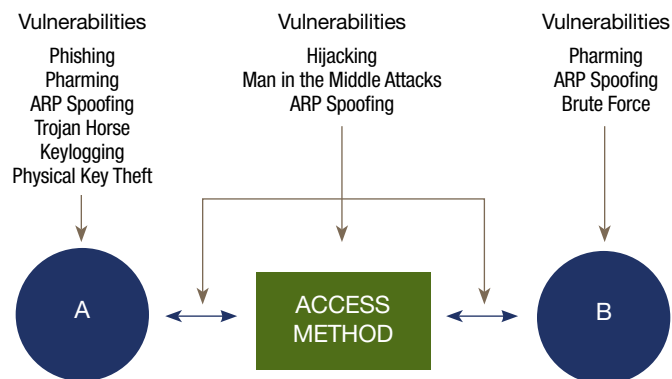 Vulnerabilities
Phishing
Pharming
ARP Spoofing
Trojan Horse
Keylogging
Physical Key Theft
Vulnerabilities
Hijacking
Man in the Middle Attacks
ARP Spoofing
Vulnerabilities
Pharming
ARP Spoofing
Brute Force
A
ACCESS
METHOD
B